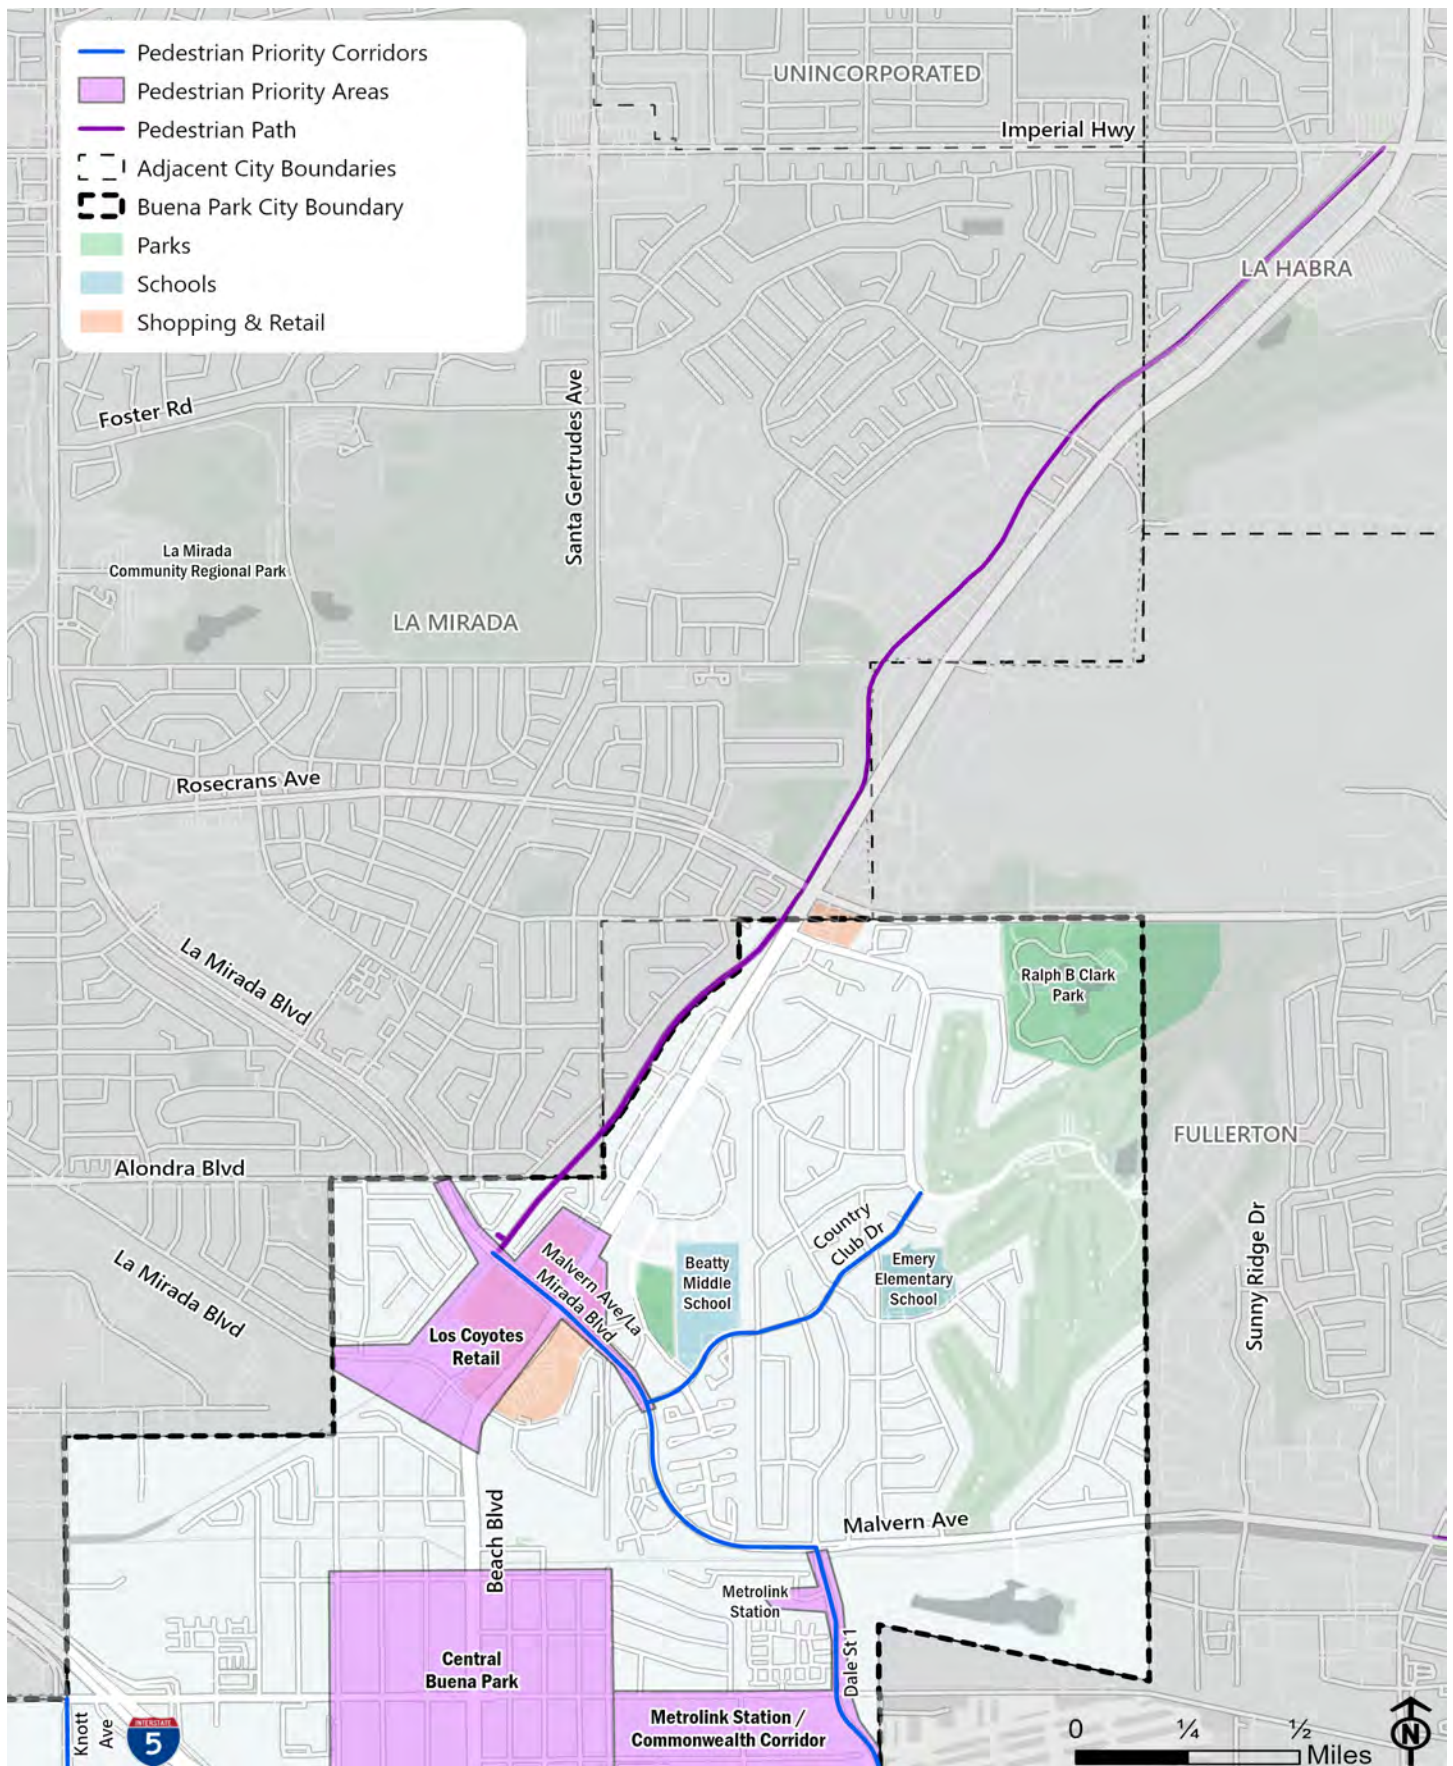 Pedestrian Priority Corridors
Pedestrian Priority Areas
Pedestrian Path
Adjacent City Boundaries
Buena Park City Boundary
Parks
Schools
Shopping & Retail
UNINCORPORATED
Imperial Hwy
LA HABRA
Foster Rd
Santa Gertrudes Ave
La Mirada
Community Regional Park
LA MIRADA
Rosecrans Ave
La Mirada Blvd
Ralph B Clark
Park
FULLERTON
Alondra Blvd
La Mirada Blvd
Malvern Ave/La
Mirada Blvd
Country
Club Dr
Beatty
Middle
School
Emery
Elementary
School
Sunny Ridge Dr
Los Coyotes
Retail
Beach Blvd
Malvern Ave
Metrolink
Station
Dale St 1
Central
Buena Park
Metrolink Station /
Commonwealth Corridor
Knott
Ave
INTERSTATE
5
0 ¼ ½
Miles
N